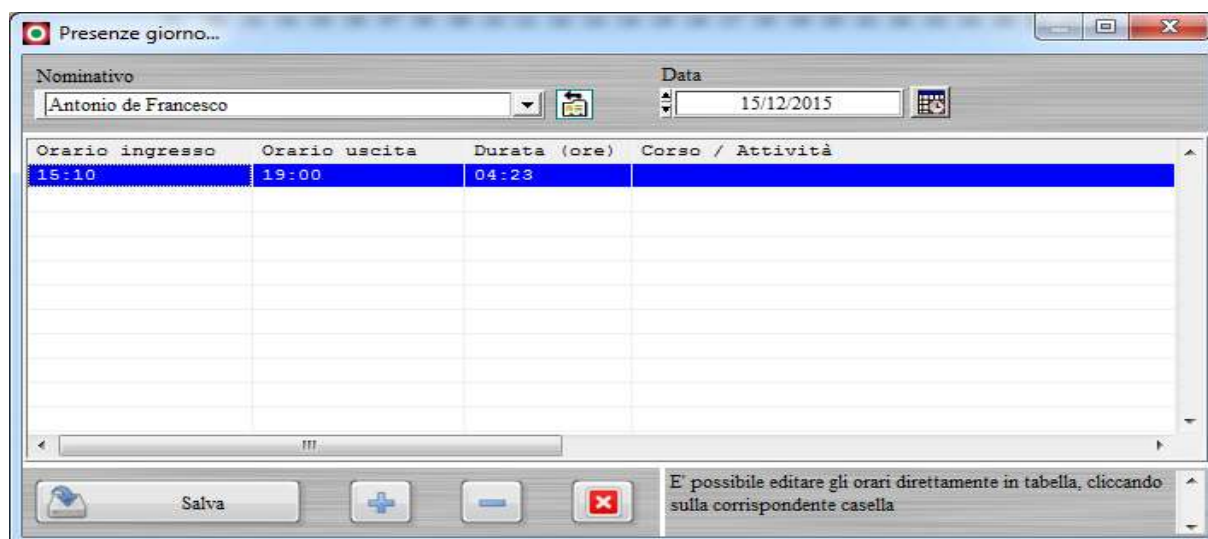 Presenze giorno...
Nominativo
Data
Antonio de Francesco
15/12/2015
Orario ingresso Orario uscita Durata (ore) Corso / Attività
15:10 19:00 04:23
Salva
E' possibile editare gli orari direttamente in tabella, cliccando
sulla corrispondente casella